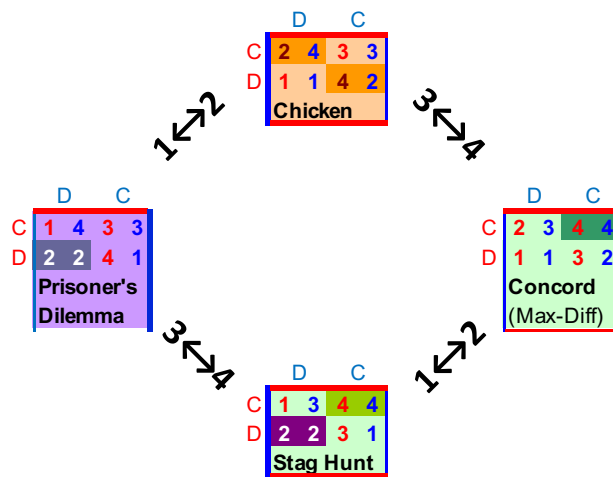 D C
C 2 4 3 3
D 1 1 4 2
Chicken
1↔2
3↔4
D C
C 1 4 3 3
D 2 2 4 1
Prisoner's
Dilemma
D C
C 2 3 4 4
D 1 1 3 2
Concord
(Max-Diff)
3↔4
1↔2
D C
C 1 3 4 4
D 2 2 3 1
Stag Hunt